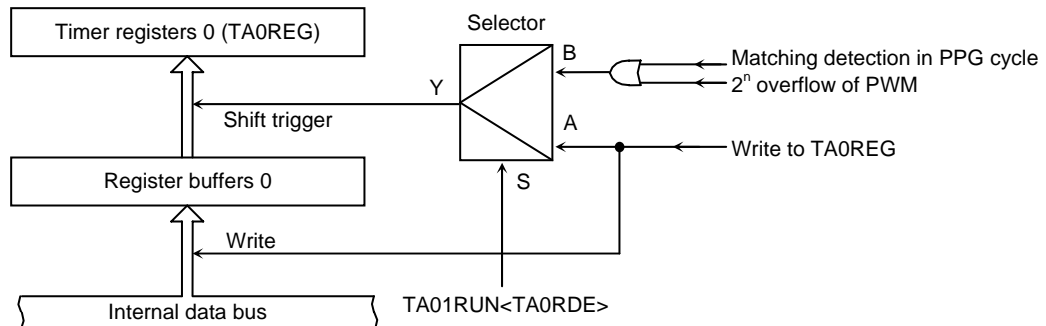 Timer registers 0 (TA0REG)
Selector
B
Matching detection in PPG cycle
2ⁿ overflow of PWM
Y
Shift trigger
A
Write to TA0REG
Register buffers 0
S
Write
TA01RUN<TA0RDE>
Internal data bus